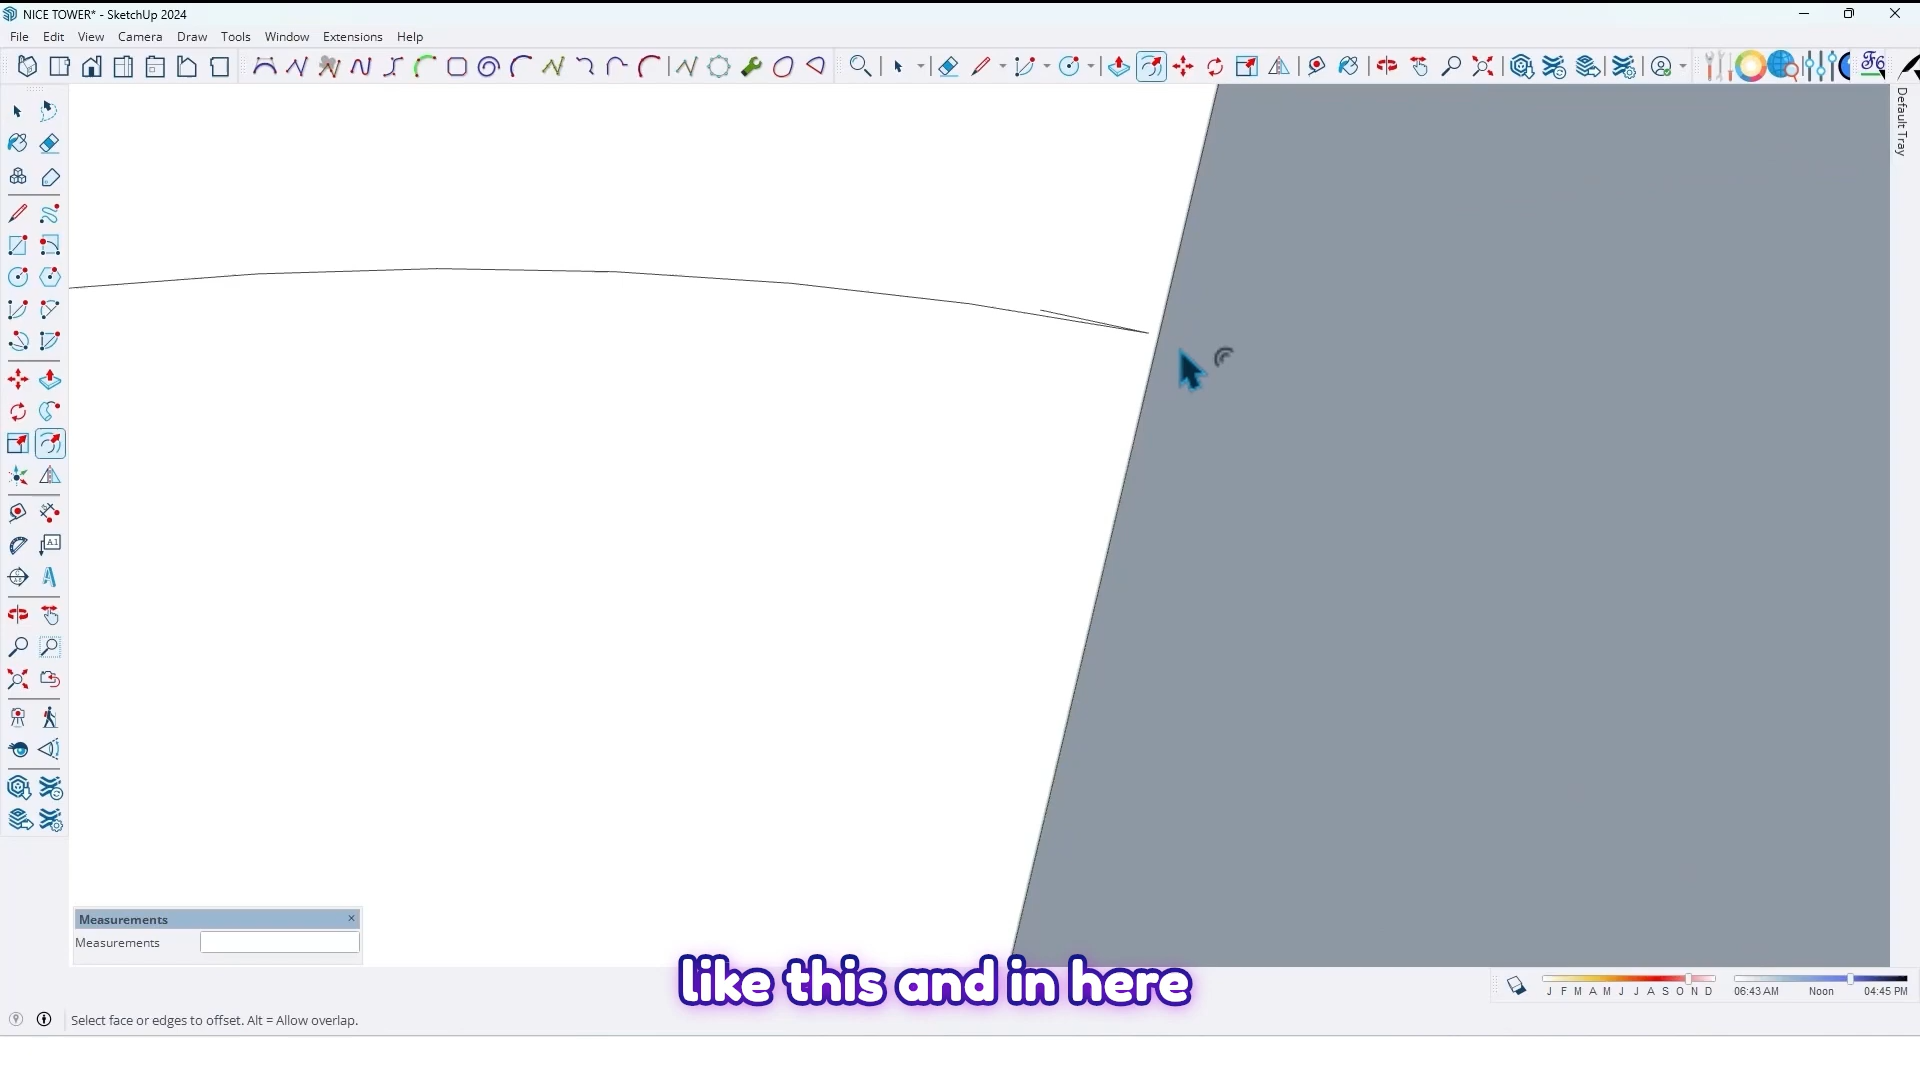 NICE TOWER* - SketchUp 2024
File Edit View Camera Draw Tools Window Extensions Help
F6
Default Tray
A1
Measurements
Measurements
like this and in here
J F M A M J J A S O N D
06:43 AM Noon 04:45 PM
Select face or edges to offset. Alt = Allow overlap.